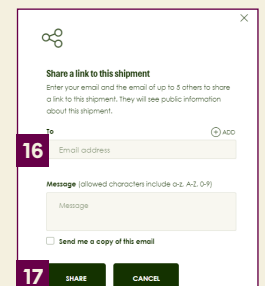 Share a link to this shipment
Enter your email and the email of up to 5 others to share
a link to this shipment. They will see public information
about this shipment.
To
ADD
16
Email address
Message (allowed characters include a-z, A-Z, 0-9)
Message
Send me a copy of this email
17
SHARE
CANCEL